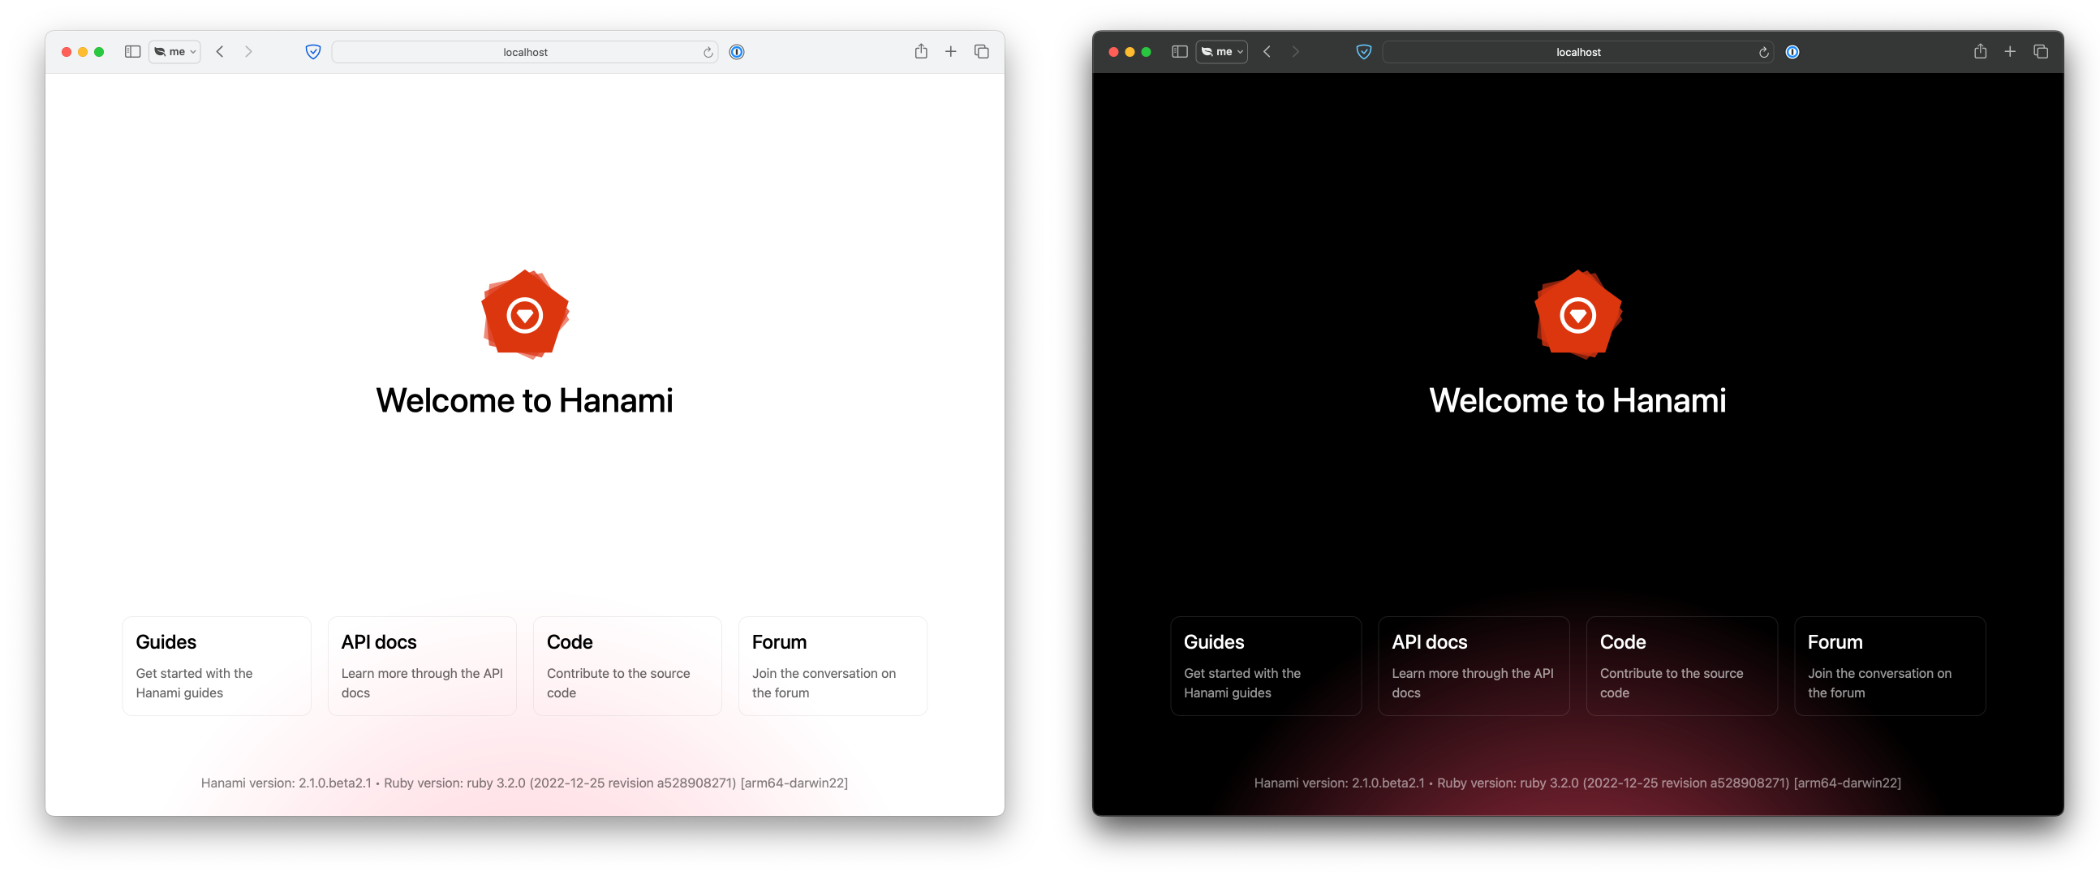 me
localhost
Welcome to Hanami
Guides
Get started with the
Hanami guides
API docs
Learn more through the API
docs
Code
Contribute to the source
code
Forum
Join the conversation on
the forum
Hanami version: 2.1.0.beta2.1 • Ruby version: ruby 3.2.0 (2022-12-25 revision a528908271) [arm64-darwin22]
me
localhost
Welcome to Hanami
Guides
Get started with the
Hanami guides
API docs
Learn more through the API
docs
Code
Contribute to the source
code
Forum
Join the conversation on
the forum
Hanami version: 2.1.0.beta2.1 • Ruby version: ruby 3.2.0 (2022-12-25 revision a528908271) [arm64-darwin22]